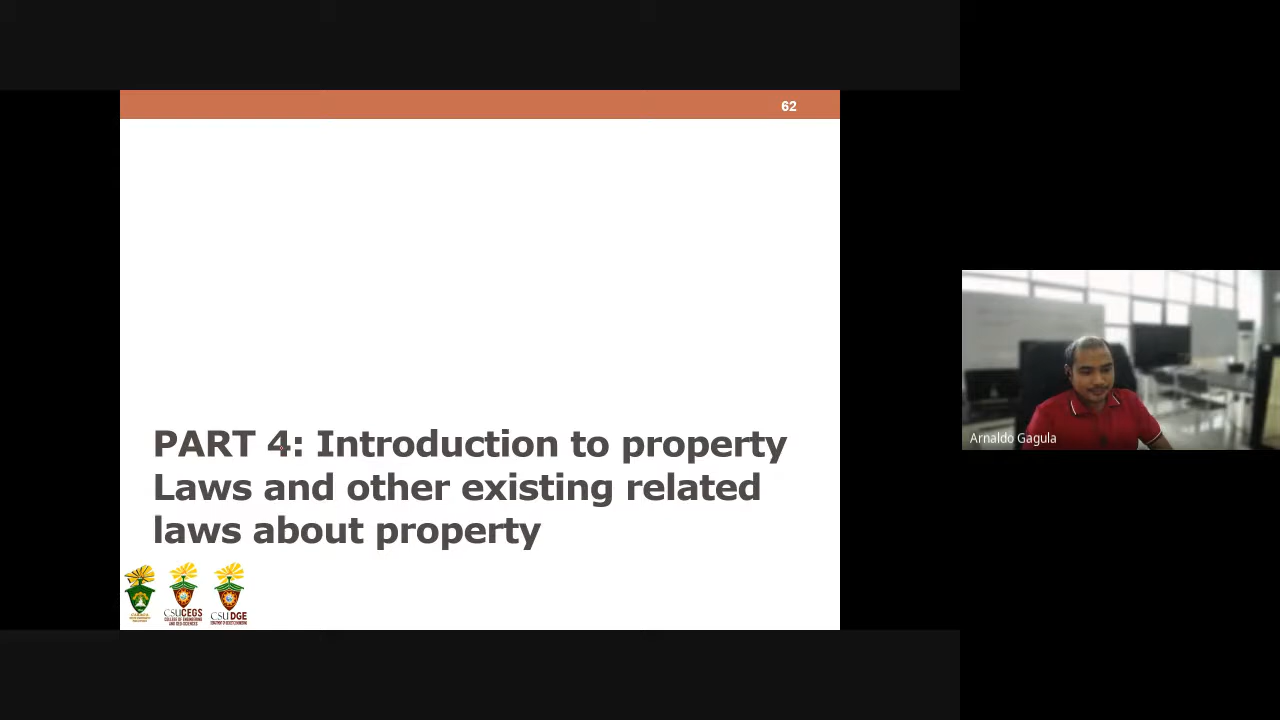 62
PART 4: Introduction to property
Laws and other existing related
laws about property
CSUCEGS
CSUDGE
Arnaldo Gagula